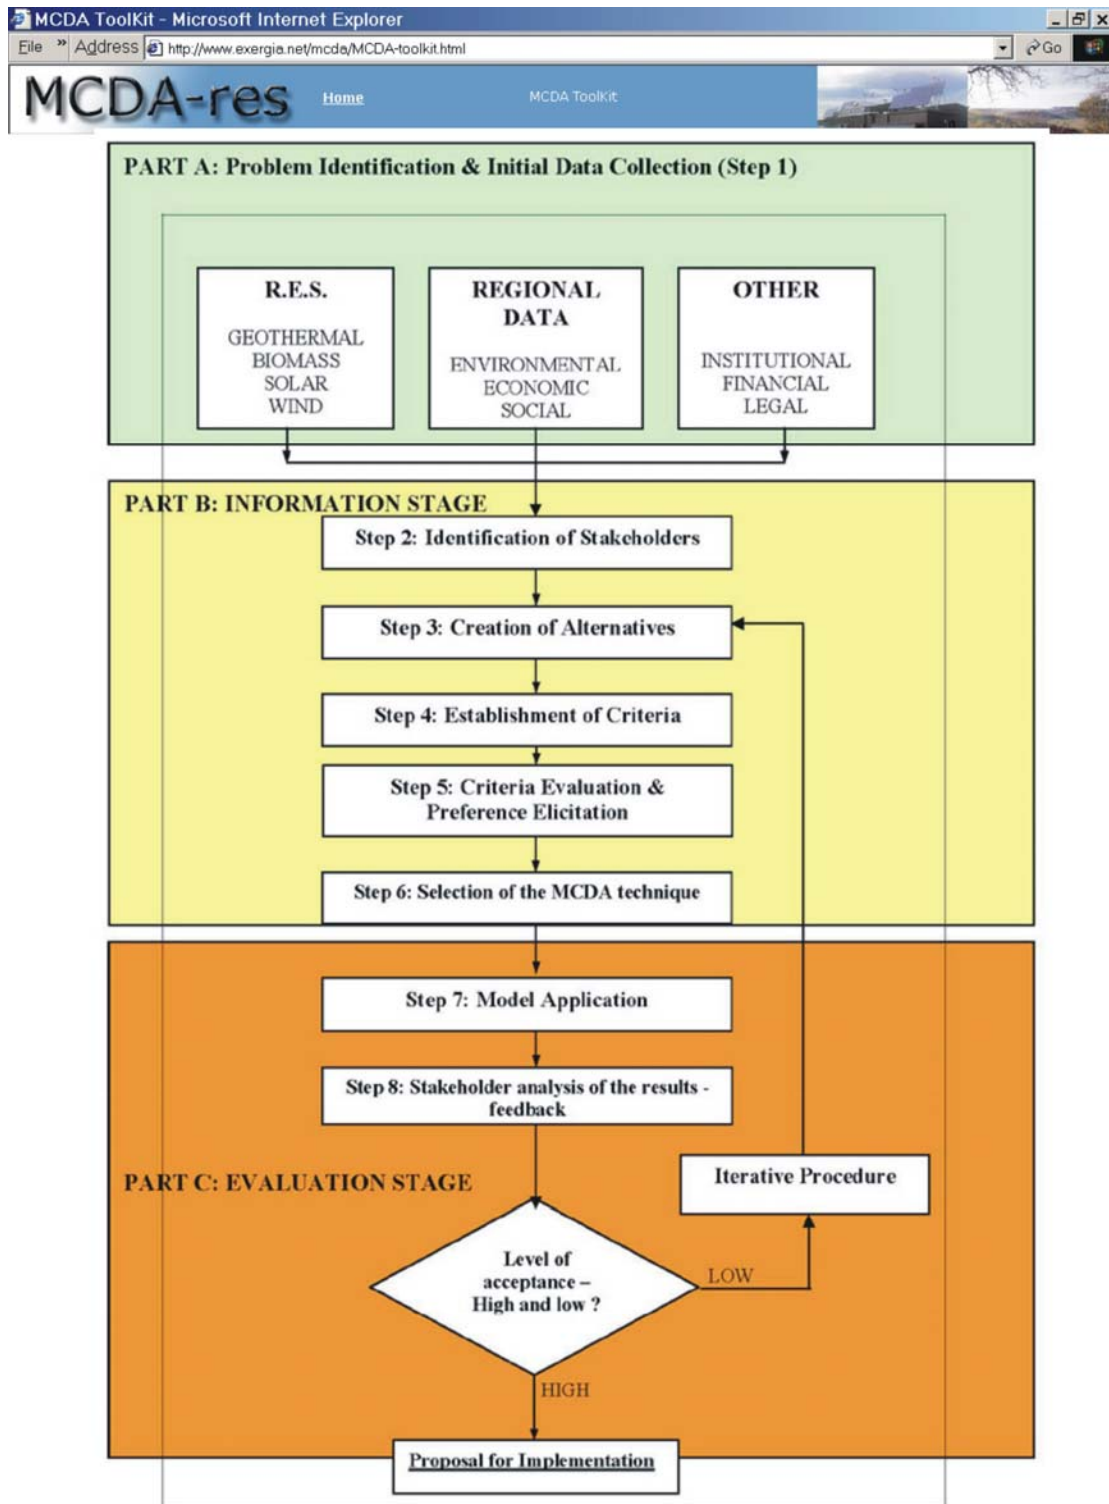 MCDA ToolKit - Microsoft Internet Explorer
File » Address http://www.exergia.net/mcda/MCDA-toolkit.html Go
MCDA-res Home MCDA ToolKit
PART A: Problem Identification & Initial Data Collection (Step 1)
R.E.S.
GEOTHERMAL
BIOMASS
SOLAR
WIND
REGIONAL
DATA
ENVIRONMENTAL
ECONOMIC
SOCIAL
OTHER
INSTITUTIONAL
FINANCIAL
LEGAL
PART B: INFORMATION STAGE
Step 2: Identification of Stakeholders
Step 3: Creation of Alternatives
Step 4: Establishment of Criteria
Step 5: Criteria Evaluation &
Preference Elicitation
Step 6: Selection of the MCDA technique
Step 7: Model Application
Step 8: Stakeholder analysis of the results -
feedback
PART C: EVALUATION STAGE
Iterative Procedure
Level of
acceptance –
High and low ?
LOW
HIGH
Proposal for Implementation